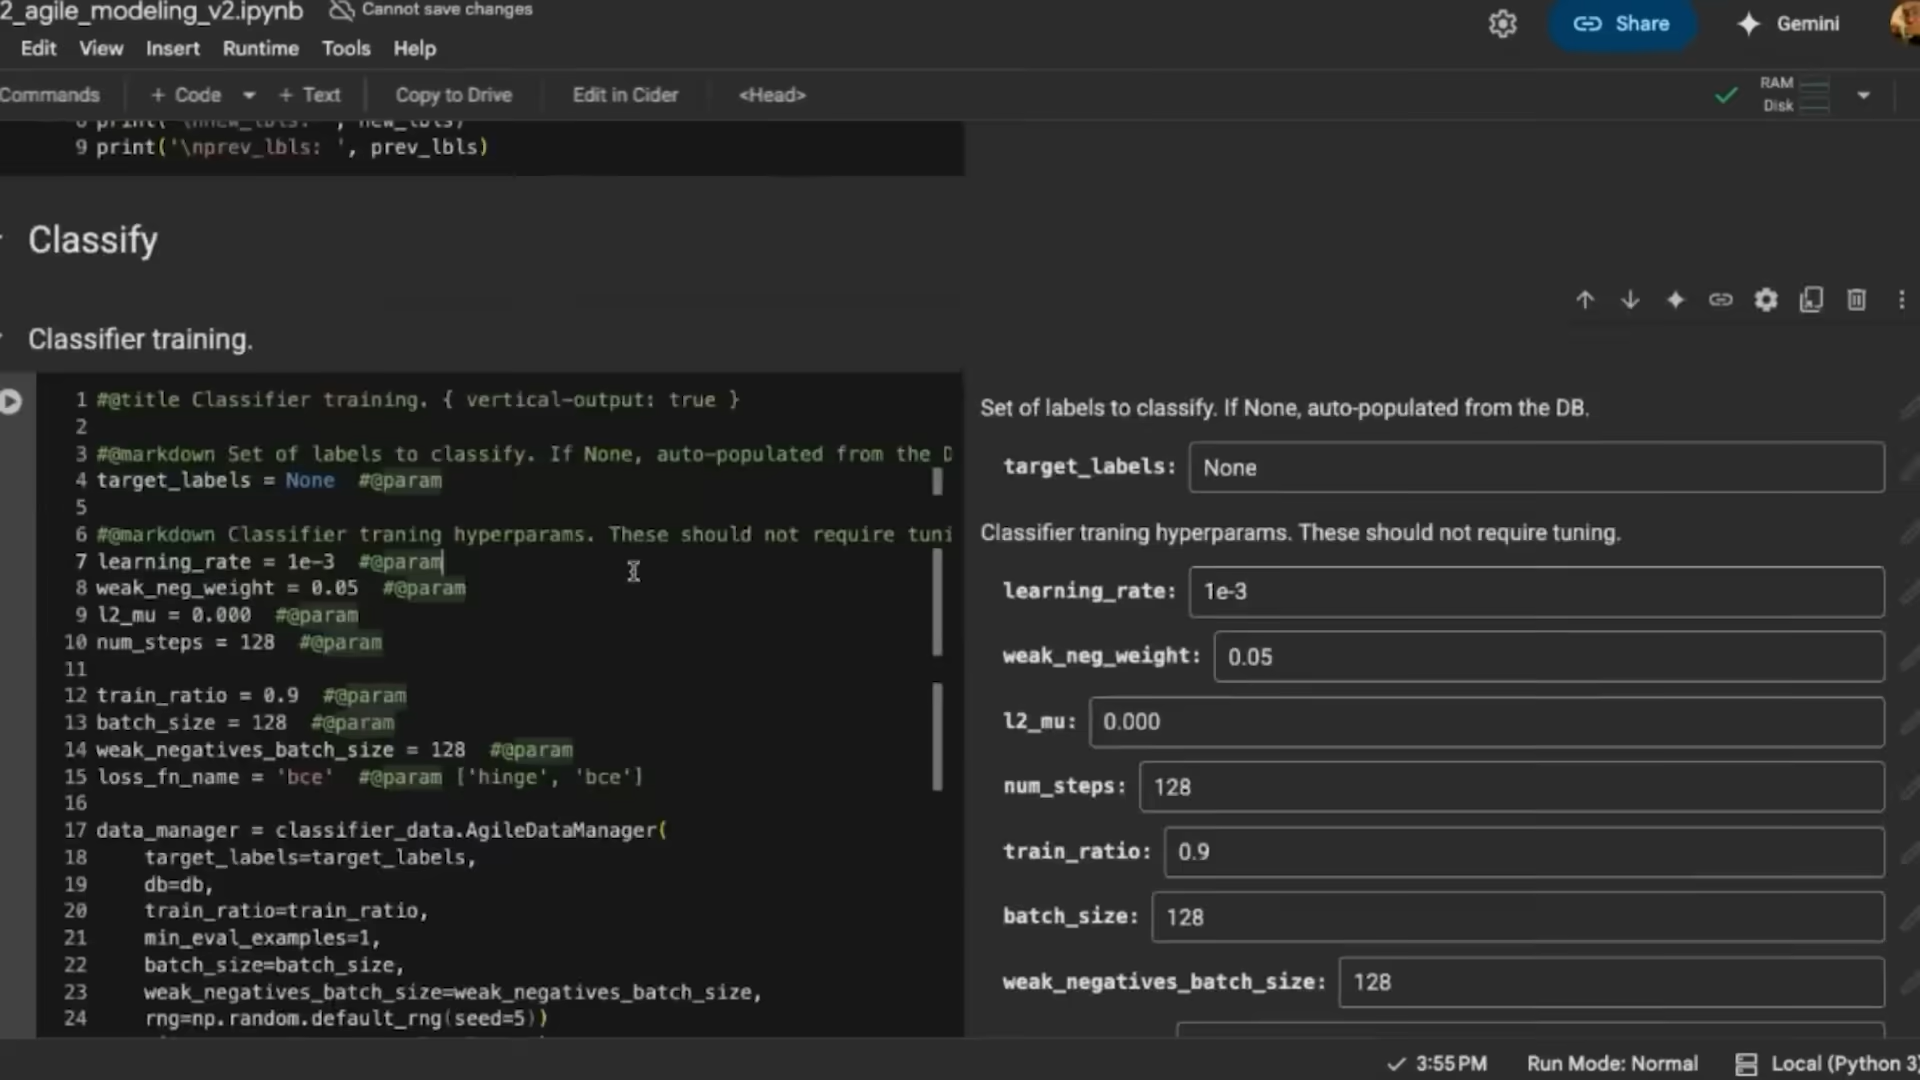 2_agile_modeling_v2.ipynb Cannot save changes
Share Gemini
Edit View Insert Runtime Tools Help
Commands + Code + Text Copy to Drive Edit in Cider <Head> RAM Disk
9 print('\nprev_lbls: ', prev_lbls)
Classify
Classifier training.
1 #@title Classifier training. { vertical-output: true }
2
3 #@markdown Set of labels to classify. If None, auto-populated from the D
4 target_labels = None #@param
5
6 #@markdown Classifier traning hyperparams. These should not require tuni
7 learning_rate = 1e-3 #@param
8 weak_neg_weight = 0.05 #@param
9 l2_mu = 0.000 #@param
10 num_steps = 128 #@param
11
12 train_ratio = 0.9 #@param
13 batch_size = 128 #@param
14 weak_negatives_batch_size = 128 #@param
15 loss_fn_name = 'bce' #@param ['hinge', 'bce']
16
17 data_manager = classifier_data.AgileDataManager(
18 target_labels=target_labels,
19 db=db,
20 train_ratio=train_ratio,
21 min_eval_examples=1,
22 batch_size=batch_size,
23 weak_negatives_batch_size=weak_negatives_batch_size,
24 rng=np.random.default_rng(seed=5))
Set of labels to classify. If None, auto-populated from the DB.
target_labels: None
Classifier traning hyperparams. These should not require tuning.
learning_rate: 1e-3
weak_neg_weight: 0.05
l2_mu: 0.000
num_steps: 128
train_ratio: 0.9
batch_size: 128
weak_negatives_batch_size: 128
3:55 PM Run Mode: Normal Local (Python 3)